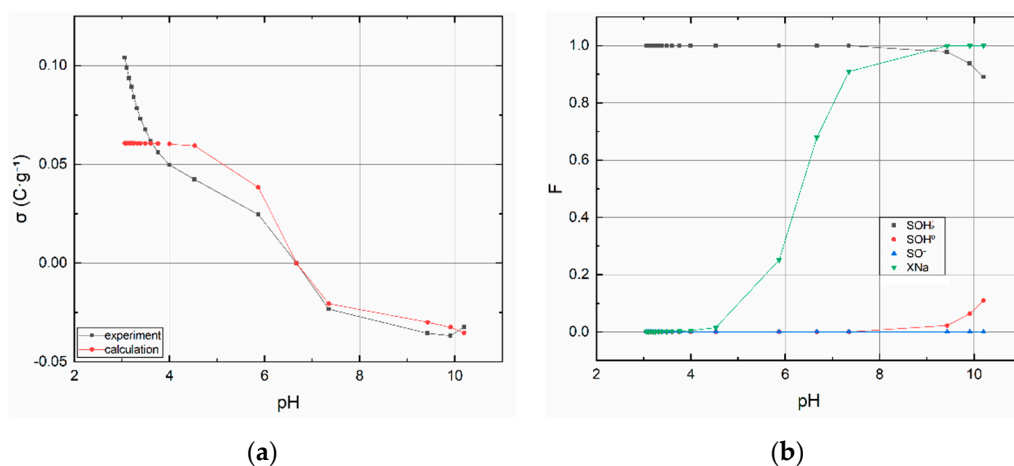 0.10
0.05
0.00
-0.05
σ (C·g⁻¹)
experiment
calculation
2 4 6 8 10
pH
(a)
1.0
0.8
0.6
0.4
0.2
0.0
F
SOH⁰
SO⁻
XNa
2 4 6 8 10
pH
(b)